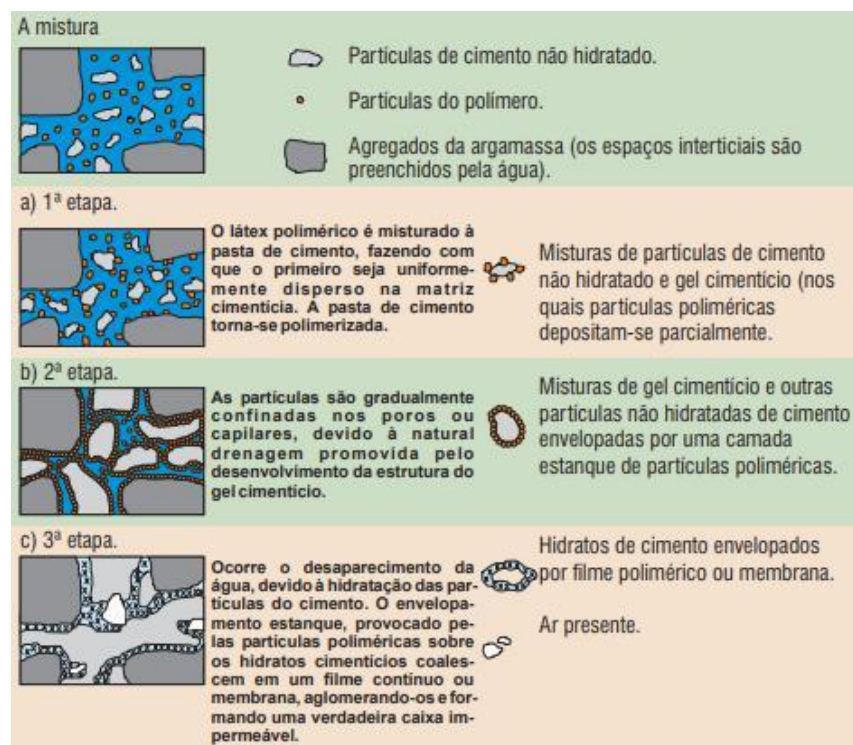 A mistura
Partículas de cimento não hidratado.
Partículas do polímero.
Agregados da argamassa (os espaços interticiais são
preenchidos pela água).
a) 1ª etapa.
O látex polimérico é misturado à
pasta de cimento, fazendo com
que o primeiro seja uniforme-
mente disperso na matriz
cimentícia. A pasta de cimento
torna-se polimerizada.
Misturas de partículas de cimento
não hidratado e gel cimentício (nos
quais partículas poliméricas
depositam-se parcialmente.
b) 2ª etapa.
As partículas são gradualmente
confinadas nos poros ou
capilares, devido à natural
drenagem promovida pelo
desenvolvimento da estrutura do
gel cimentício.
Misturas de gel cimentício e outras
partículas não hidratadas de cimento
envelopadas por uma camada
estanque de partículas poliméricas.
c) 3ª etapa.
Ocorre o desaparecimento da
água, devido à hidratação das par-
tículas do cimento. O envelopa-
mento estanque, provocado pe-
las partículas poliméricas sobre
os hidratos cimentícios coales-
cem em um filme contínuo ou
membrana, aglomerando-os e for-
mando uma verdadeira caixa im-
permeável.
Hidratos de cimento envelopados
por filme polimérico ou membrana.
Ar presente.